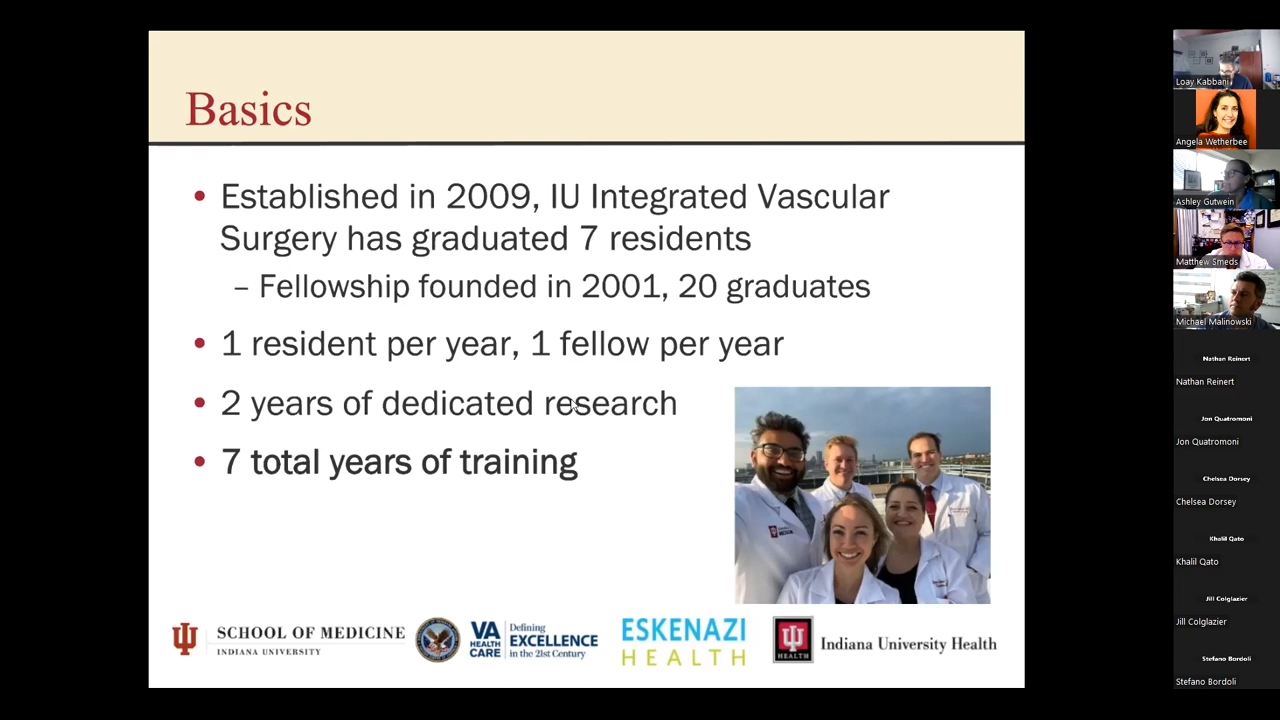 Basics
• Established in 2009, IU Integrated Vascular
Surgery has graduated 7 residents
– Fellowship founded in 2001, 20 graduates
• 1 resident per year, 1 fellow per year
• 2 years of dedicated research
• 7 total years of training
SCHOOL OF MEDICINE
INDIANA UNIVERSITY
VA
HEALTH
CARE
Defining
EXCELLENCE
in the 21st Century
ESKENAZI
HEALTH
HEALTH
Indiana University Health
Loay Kabbani
Angela Wetherbee
Ashley Gutwein
Matthew Smeds
Michael Malinowski
Nathan Reinert
Nathan Reinert
Jon Quatromoni
Jon Quatromoni
Chelsea Dorsey
Chelsea Dorsey
Khalil Qato
Khalil Qato
Jill Colglazier
Jill Colglazier
Stefano Bordoli
Stefano Bordoli